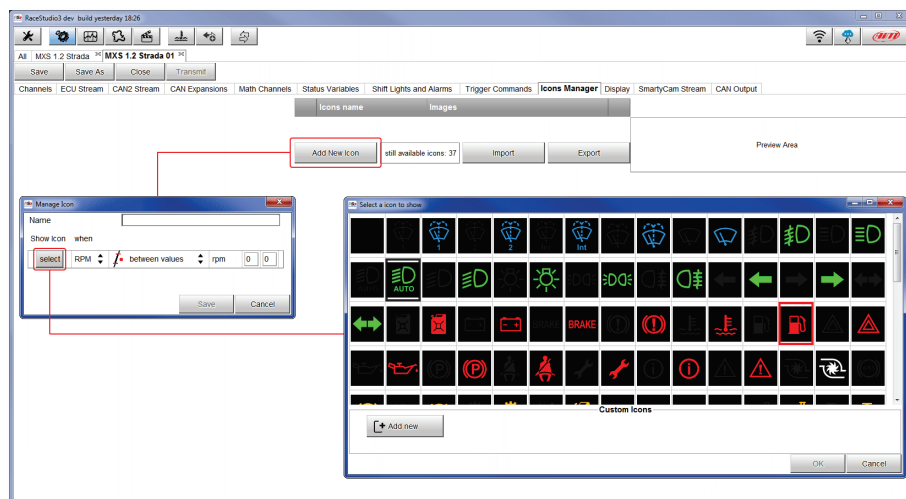 RaceStudio3 dev build yesterday 18:26
AiM
All MXS 1.2 Strada MXS 1.2 Strada 01
Save Save As Close Transmit
Channels ECU Stream CAN2 Stream CAN Expansions Math Channels Status Variables Shift Lights and Alarms Trigger Commands Icons Manager Display SmartyCam Stream CAN Output
Icons name Images
Add New Icon still available icons: 37 Import Export
Preview Area
Manage Icon
Name
Show icon when
select RPM between values rpm 0 0
Save Cancel
Select a icon to show
1 2 Int
AUTO
BRAKE BRAKE
P P
Custom Icons
Add new
OK Cancel